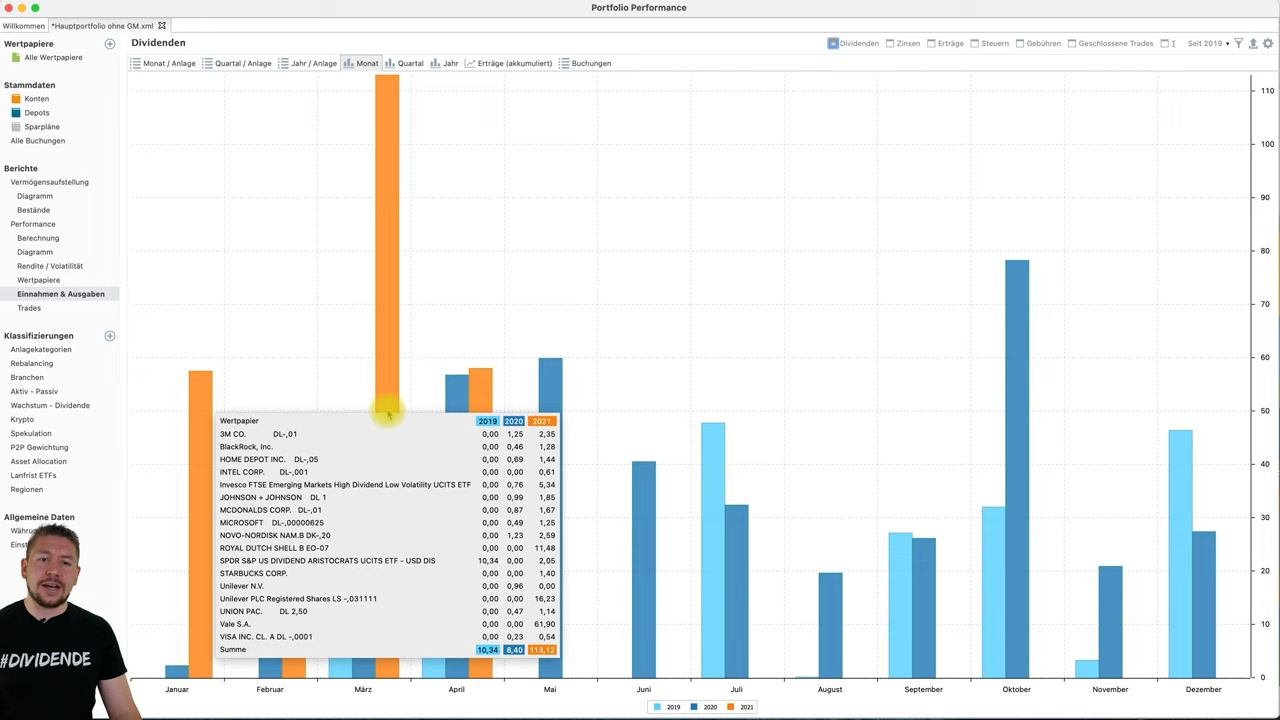 Portfolio Performance
Willkommen
*Hauptportfolio ohne GM.xml
Wertpapiere
Alle Wertpapiere
Stammdaten
Konten
Depots
Sparpläne
Alle Buchungen
Berichte
Vermögensaufstellung
Diagramm
Bestände
Performance
Berechnung
Diagramm
Rendite / Volatilität
Wertpapiere
Einnahmen & Ausgaben
Trades
Klassifizierungen
Anlagekategorien
Rebalancing
Branchen
Aktiv - Passiv
Wachstum - Dividende
Krypto
Spekulation
P2P Gewichtung
Asset Allocation
Lanfrist ETFs
Regionen
Allgemeine Daten
Währu
Einst
#DIVIDENDE
Dividenden
Dividenden Zinsen Erträge Steuern Gebühren Geschlossene Trades Σ Seit 2019
Monat / Anlage Quartal / Anlage Jahr / Anlage Monat Quartal Jahr Erträge (akkumuliert) Buchungen
110
100
90
80
70
60
50
40
30
20
10
0
Wertpapier 2019 2020 2021
3M CO. DL-,01 0,00 1,25 2,35
BlackRock, Inc. 0,00 0,46 1,28
HOME DEPOT INC. DL-,05 0,00 0,69 1,44
INTEL CORP. DL-,001 0,00 0,00 0,61
Invesco FTSE Emerging Markets High Dividend Low Volatility UCITS ETF 0,00 0,76 5,34
JOHNSON + JOHNSON DL 1 0,00 0,99 1,85
MCDONALDS CORP. DL-,01 0,00 0,87 1,67
MICROSOFT DL-,00000625 0,00 0,49 1,25
NOVO-NORDISK NAM.B DK-,20 0,00 1,23 2,59
ROYAL DUTCH SHELL B EO-07 0,00 0,00 11,48
SPDR S&P US DIVIDEND ARISTOCRATS UCITS ETF - USD DIS 10,34 0,00 2,05
STARBUCKS CORP. 0,00 0,00 1,40
Unilever N.V. 0,00 0,96 0,00
Unilever PLC Registered Shares LS -,031111 0,00 0,00 16,23
UNION PAC. DL 2,50 0,00 0,47 1,14
Vale S.A. 0,00 0,00 61,90
VISA INC. CL. A DL -,0001 0,00 0,23 0,54
Summe 10,34 8,40 113,12
Januar Februar März April Mai Juni Juli August September Oktober November Dezember
2019 2020 2021